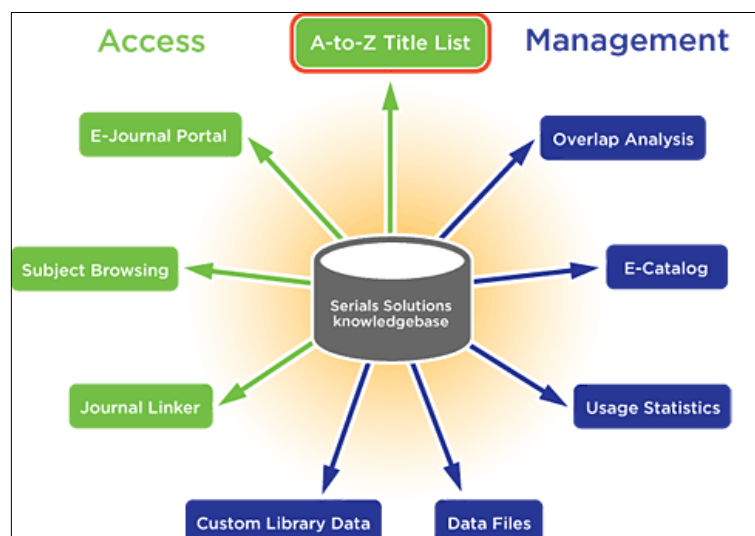 Access
A-to-Z Title List
Management
E-Journal Portal
Overlap Analysis
Subject Browsing
E-Catalog
Serials Solutions
knowledgebase
Journal Linker
Usage Statistics
Custom Library Data
Data Files